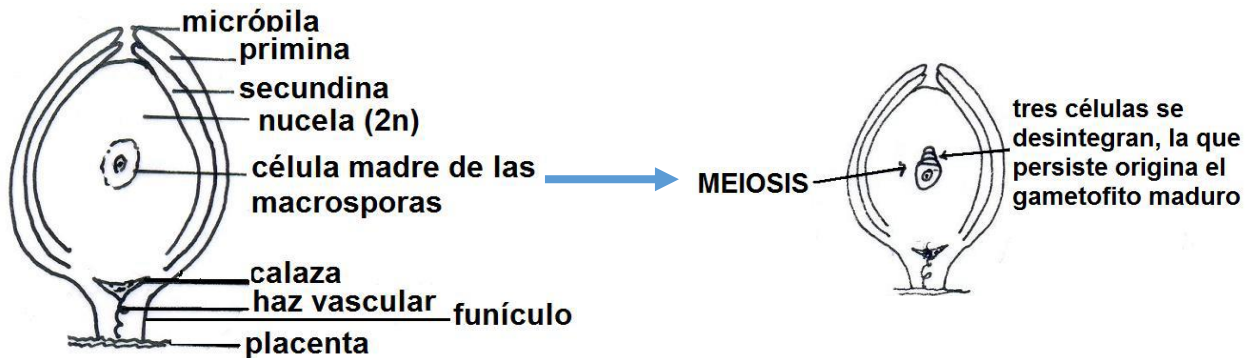 micrópila
primina
secundina
nucela (2n)
célula madre de las
macrosporas
calaza
haz vascular
funículo
placenta
MEIOSIS
tres células se
desintegran, la que
persiste origina el
gametofito maduro